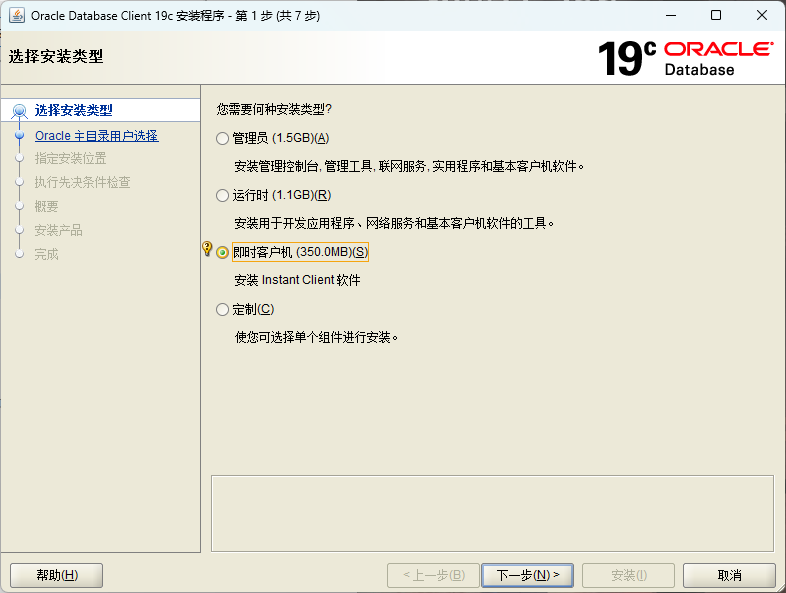 Oracle Database Client 19c 安装程序 - 第 1 步 (共 7 步)
选择安装类型
19c ORACLE
Database
选择安装类型
Oracle 主目录用户选择
指定安装位置
执行先决条件检查
概要
安装产品
完成
您需要何种安装类型?
管理员 (1.5GB)(A)
安装管理控制台, 管理工具, 联网服务, 实用程序和基本客户机软件。
运行时 (1.1GB)(R)
安装用于开发应用程序、网络服务和基本客户机软件的工具。
即时客户机 (350.0MB)(S)
安装 Instant Client 软件
定制(C)
使您可选择单个组件进行安装。
帮助(H)
< 上一步(B)
下一步(N) >
安装(I)
取消